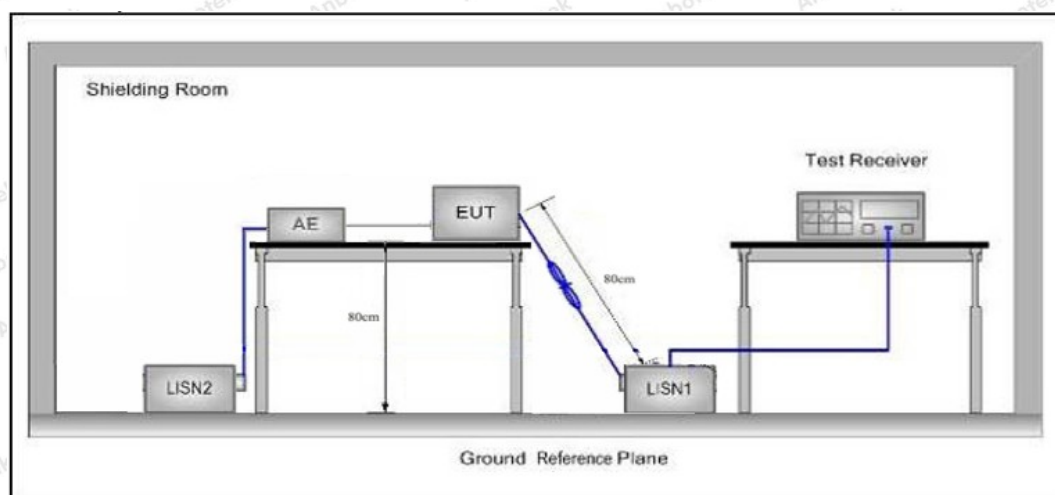 Shielding Room
Test Receiver
AE
EUT
80cm
80cm
LISN2
LISN1
Ground Reference Plane